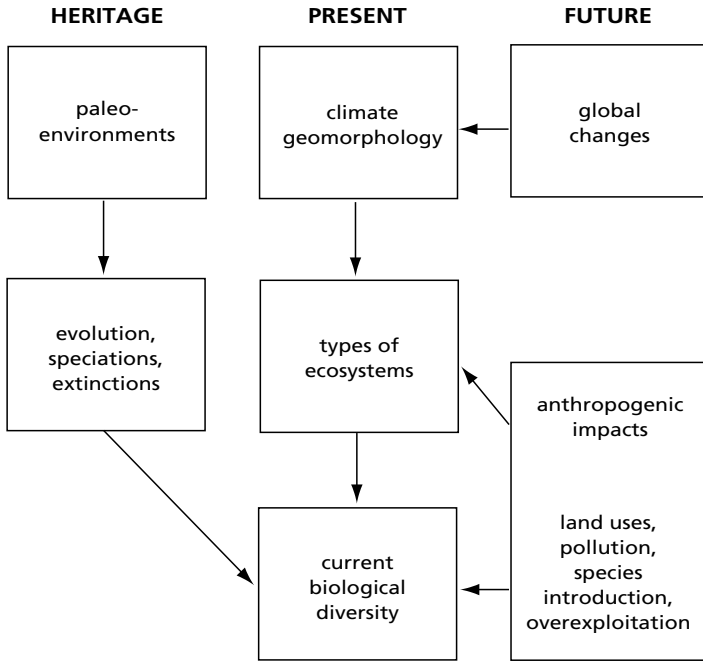 HERITAGE
PRESENT
FUTURE
paleo-
environments
climate
geomorphology
global
changes
evolution,
speciations,
extinctions
types of
ecosystems
anthropogenic
impacts
land uses,
pollution,
species
introduction,
overexploitation
current
biological
diversity